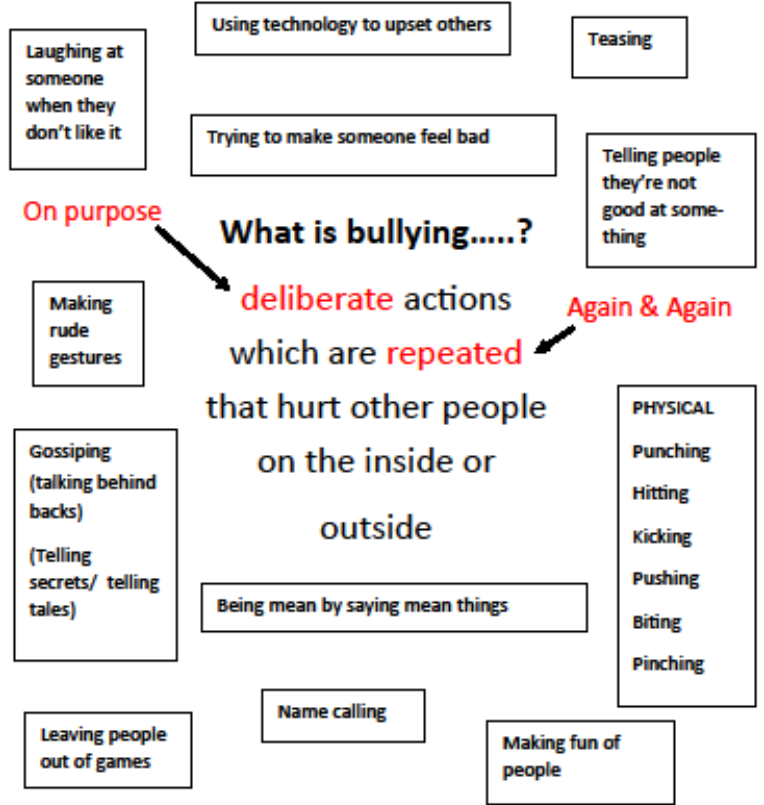 Using technology to upset others
Teasing
Laughing at
someone
when they
don't like it
Trying to make someone feel bad
Telling people
they're not
good at some-
thing
On purpose
What is bullying.....?
deliberate actions
which are repeated
that hurt other people
on the inside or
outside
Again & Again
Making
rude
gestures
PHYSICAL
Punching
Hitting
Kicking
Pushing
Biting
Pinching
Gossiping
(talking behind
backs)
(Telling
secrets/ telling
tales)
Being mean by saying mean things
Name calling
Leaving people
out of games
Making fun of
people